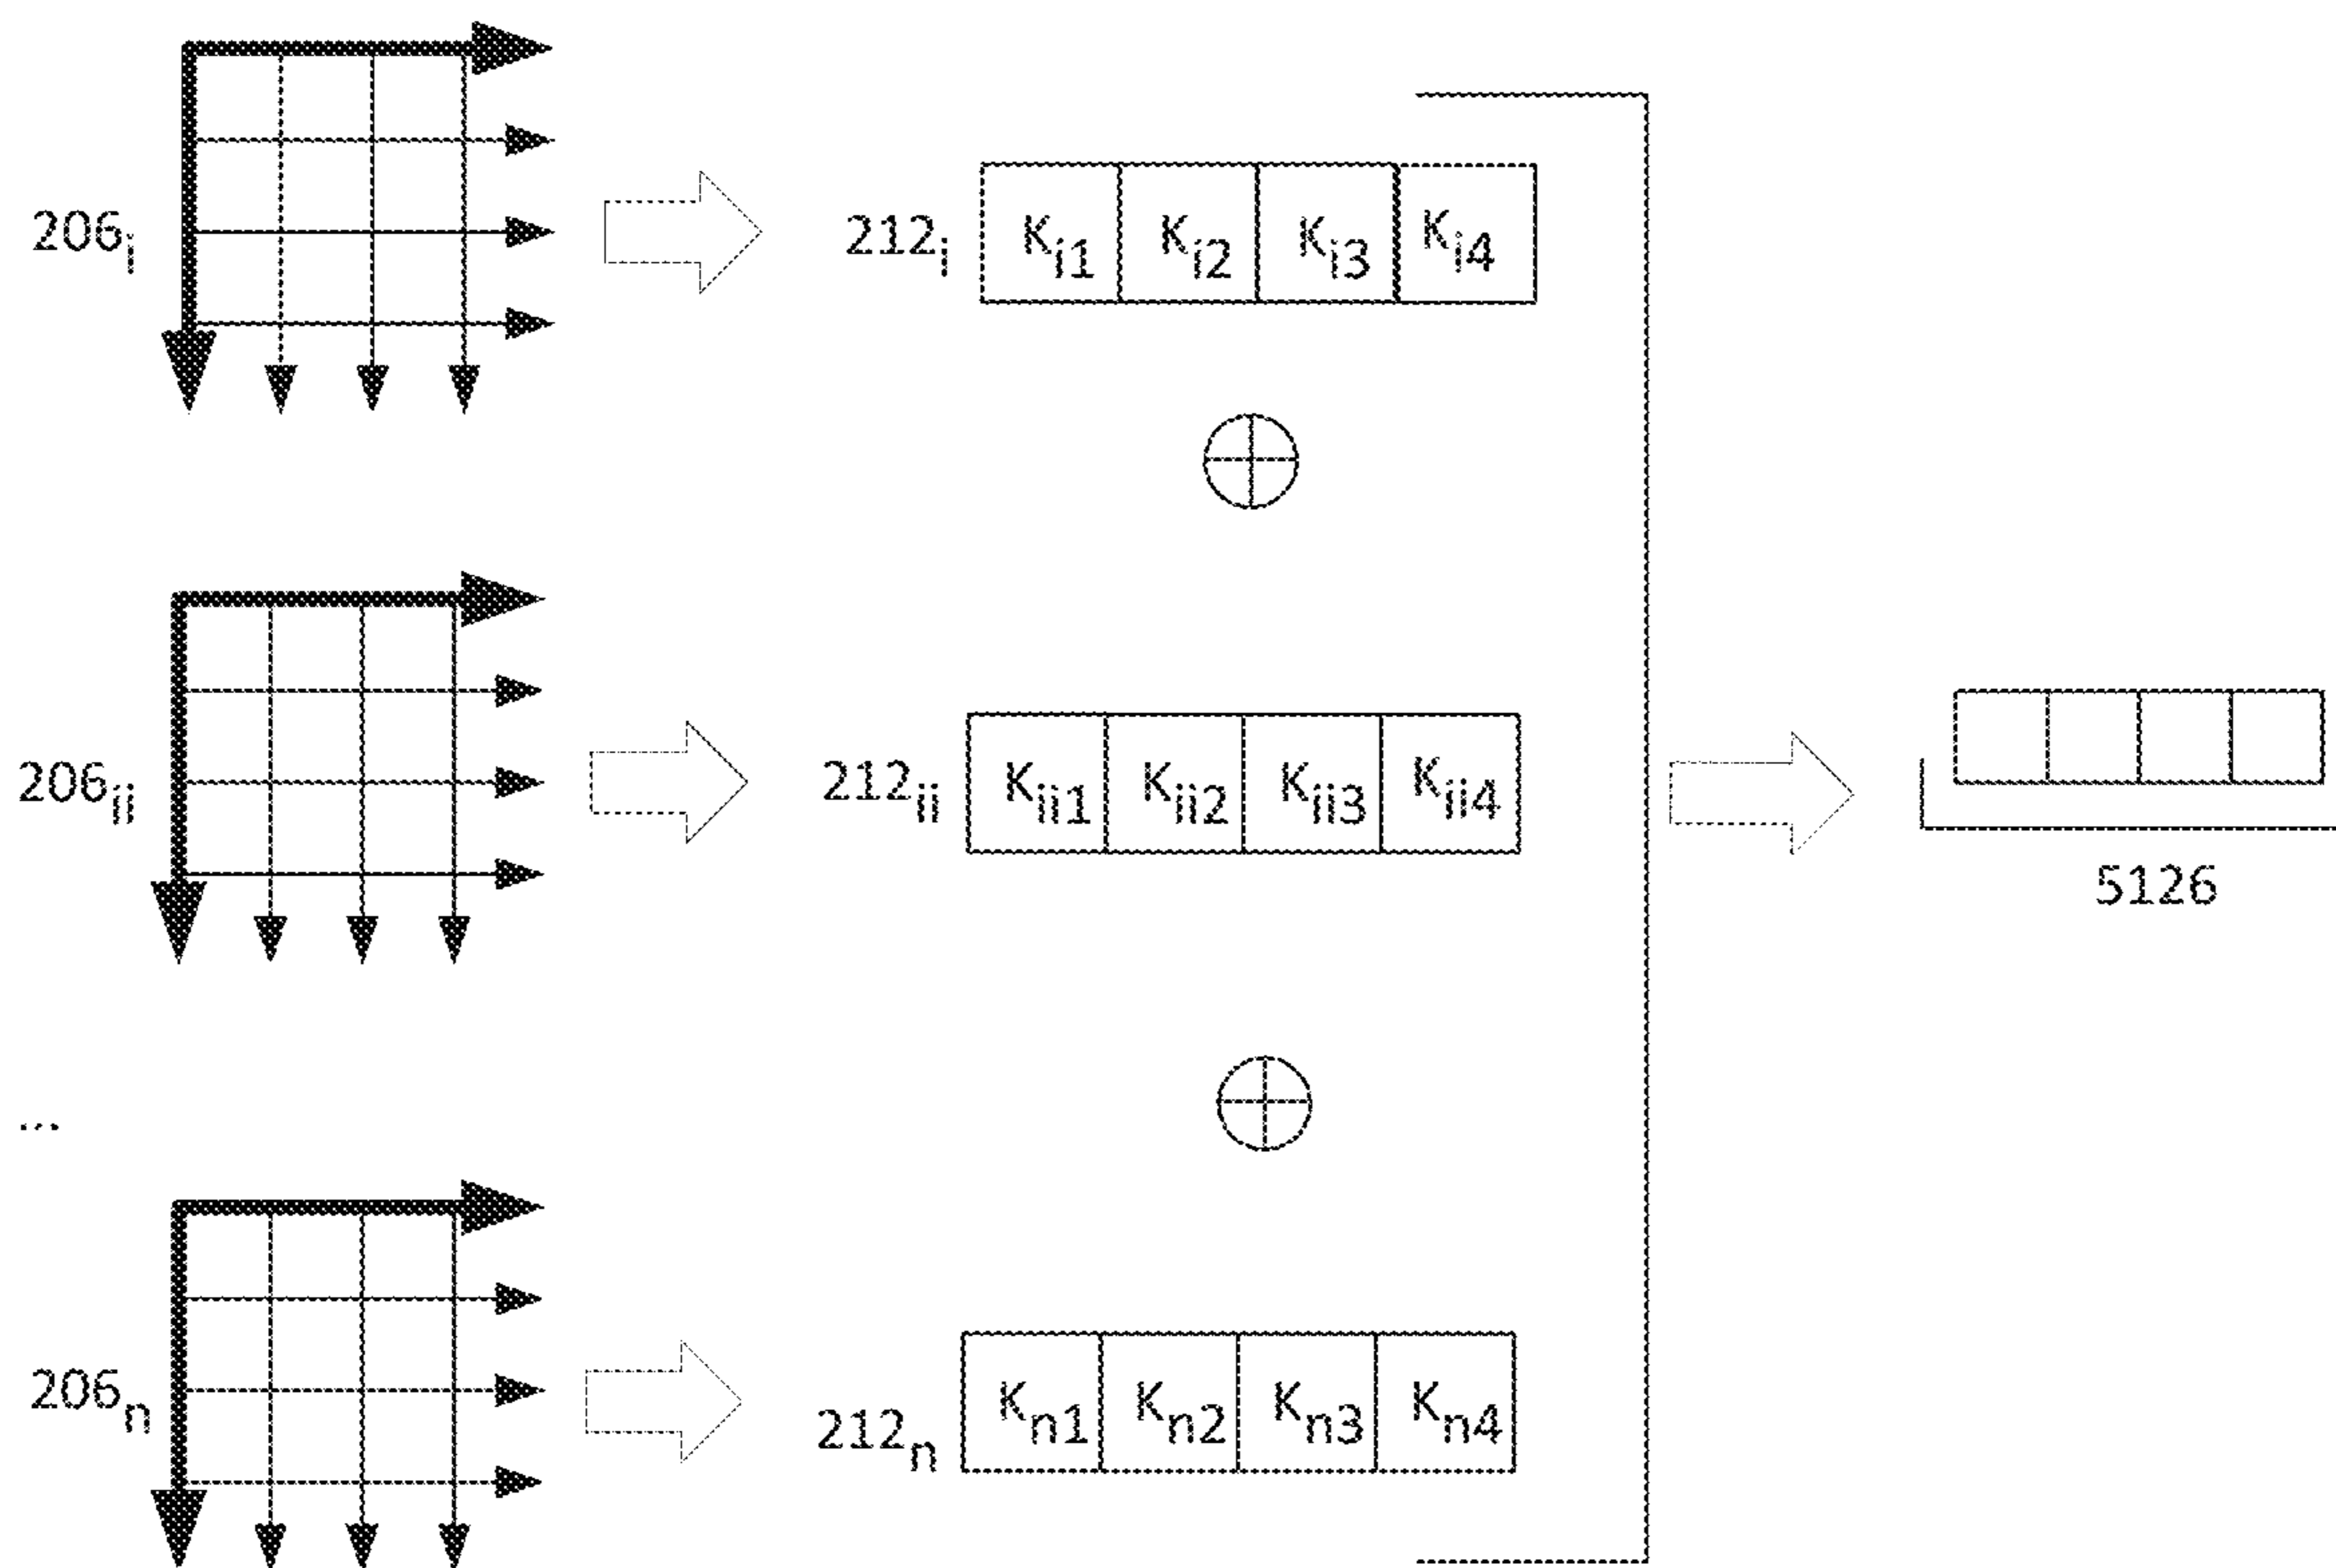 206i 212i Ki1 Ki2 Ki3 Ki4
206ii 212ii Kii1 Kii2 Kii3 Kii4
5126
...
206n 212n Kn1 Kn2 Kn3 Kn4